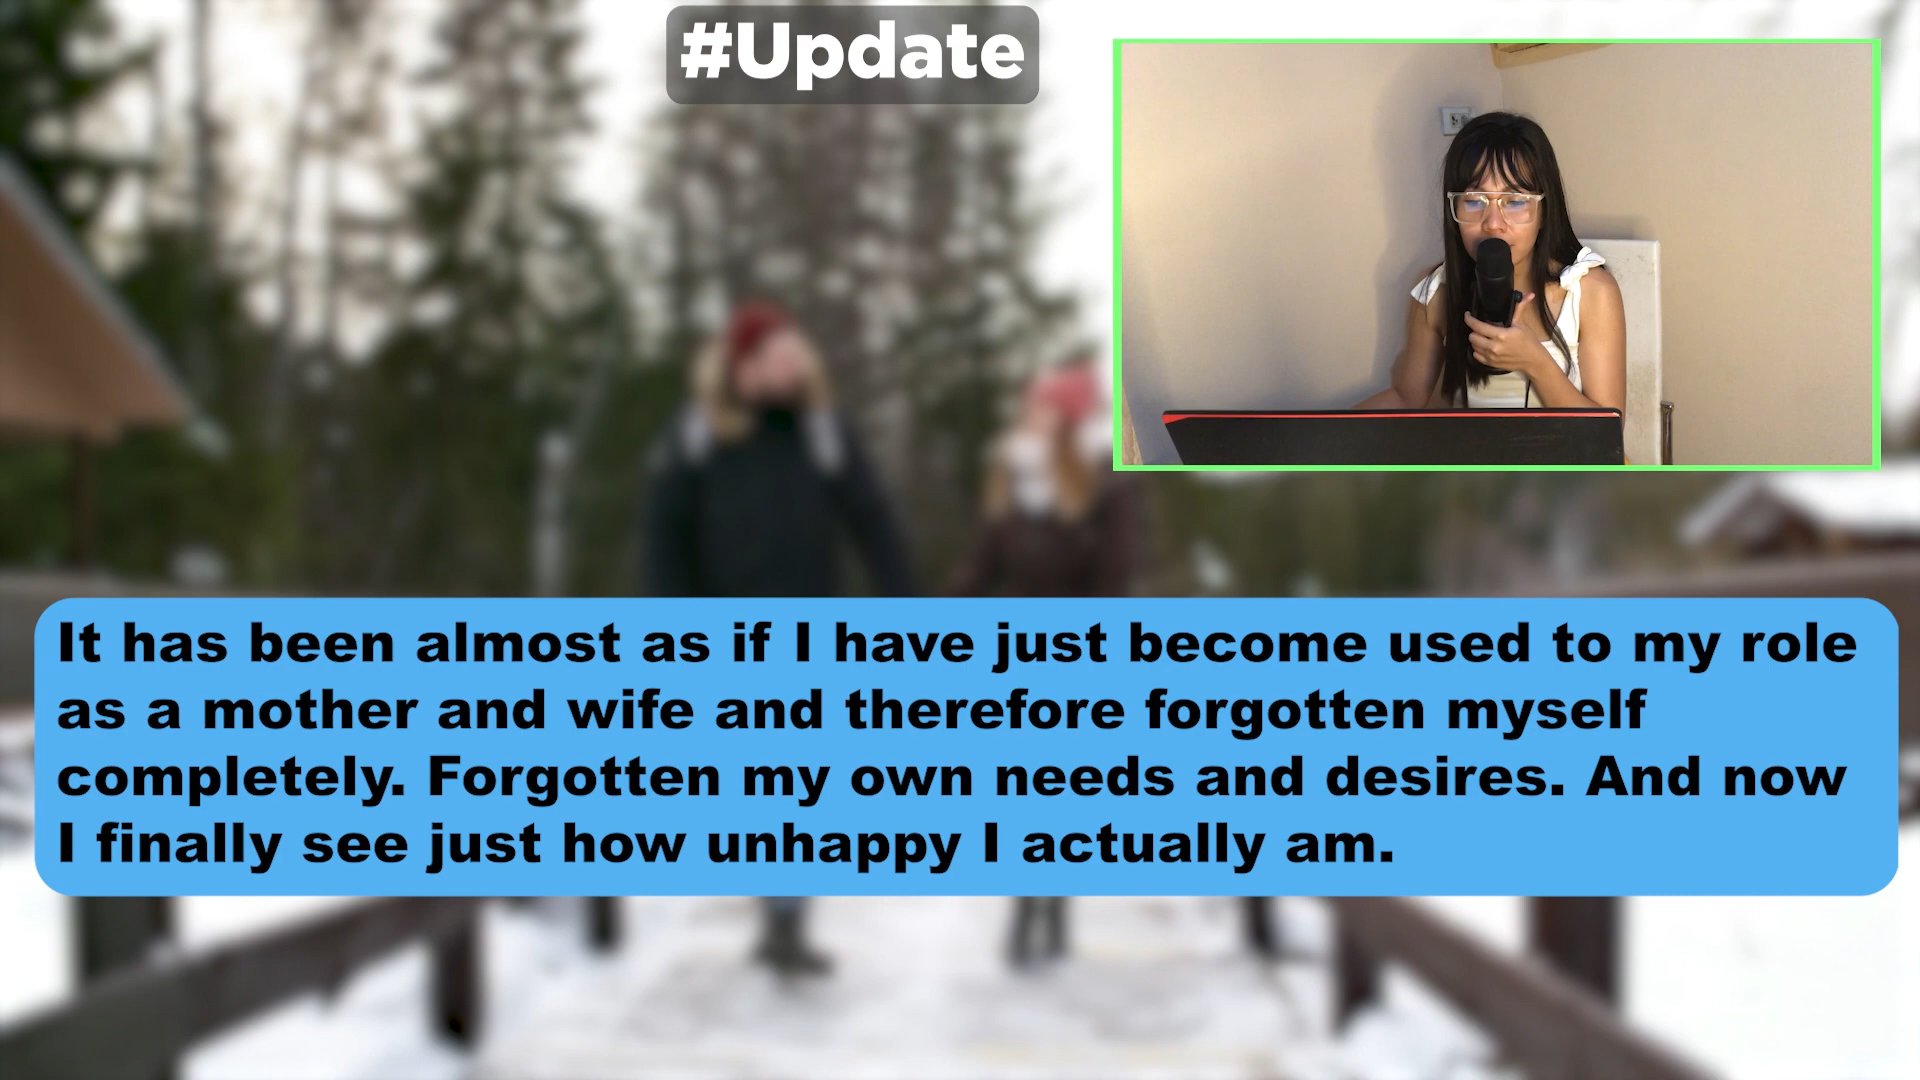 #Update
It has been almost as if I have just become used to my role
as a mother and wife and therefore forgotten myself
completely. Forgotten my own needs and desires. And now
I finally see just how unhappy I actually am.